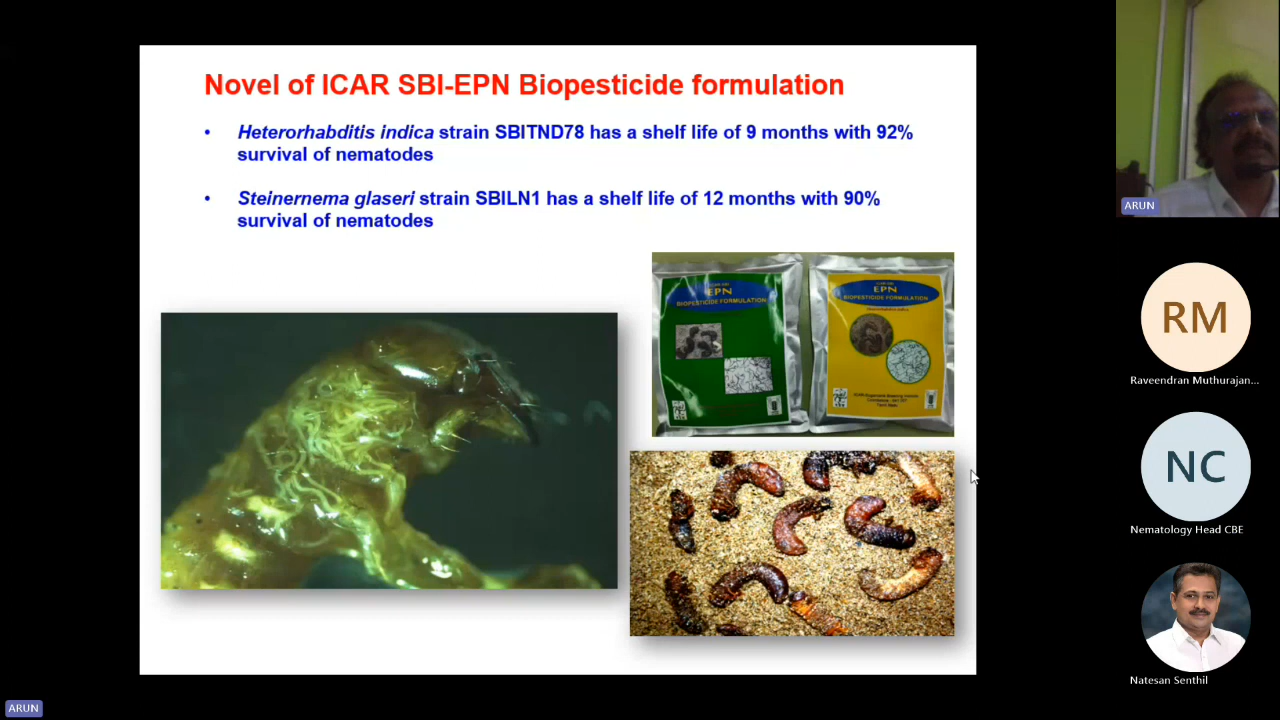 Novel of ICAR SBI-EPN Biopesticide formulation
• Heterorhabditis indica strain SBITND78 has a shelf life of 9 months with 92%
survival of nematodes
• Steinernema glaseri strain SBILN1 has a shelf life of 12 months with 90%
survival of nematodes
EPN
BIOPESTICIDE FORMULATION
EPN
BIOPESTICIDE FORMULATION
ARUN
RM
Raveendran Muthurajan...
NC
Nematology Head CBE
Natesan Senthil
ARUN